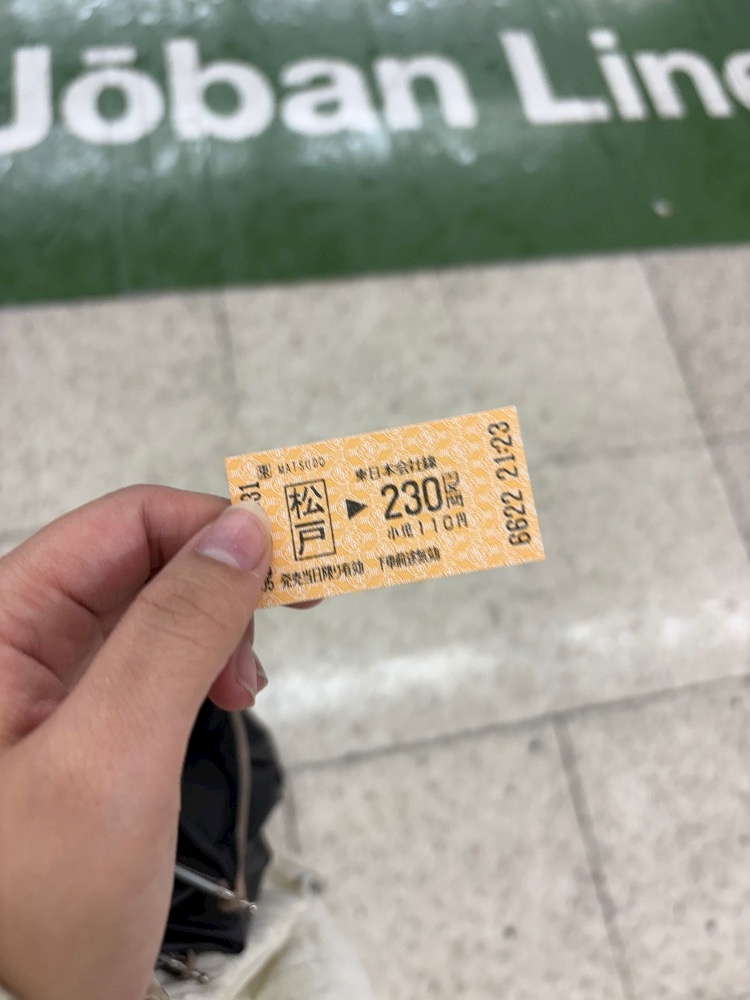 Jōban Line
東 MATSUDO
松戸
▶
東日本会社線
230円区間
小児110円
発売当日限り有効 下車前途無効
6622 21:23